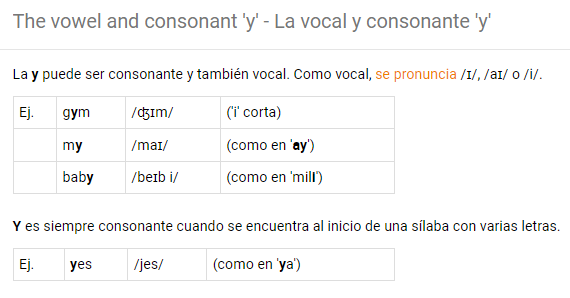 The vowel and consonant 'y' - La vocal y consonante 'y'
La y puede ser consonante y también vocal. Como vocal, se pronuncia /ɪ/, /aɪ/ o /i/.
Ej. gym /ʤɪm/ ('i' corta)
my /maɪ/ (como en 'ay')
baby /beɪb i/ (como en 'mili')
Y es siempre consonante cuando se encuentra al inicio de una sílaba con varias letras.
Ej. yes /jes/ (como en 'ya')